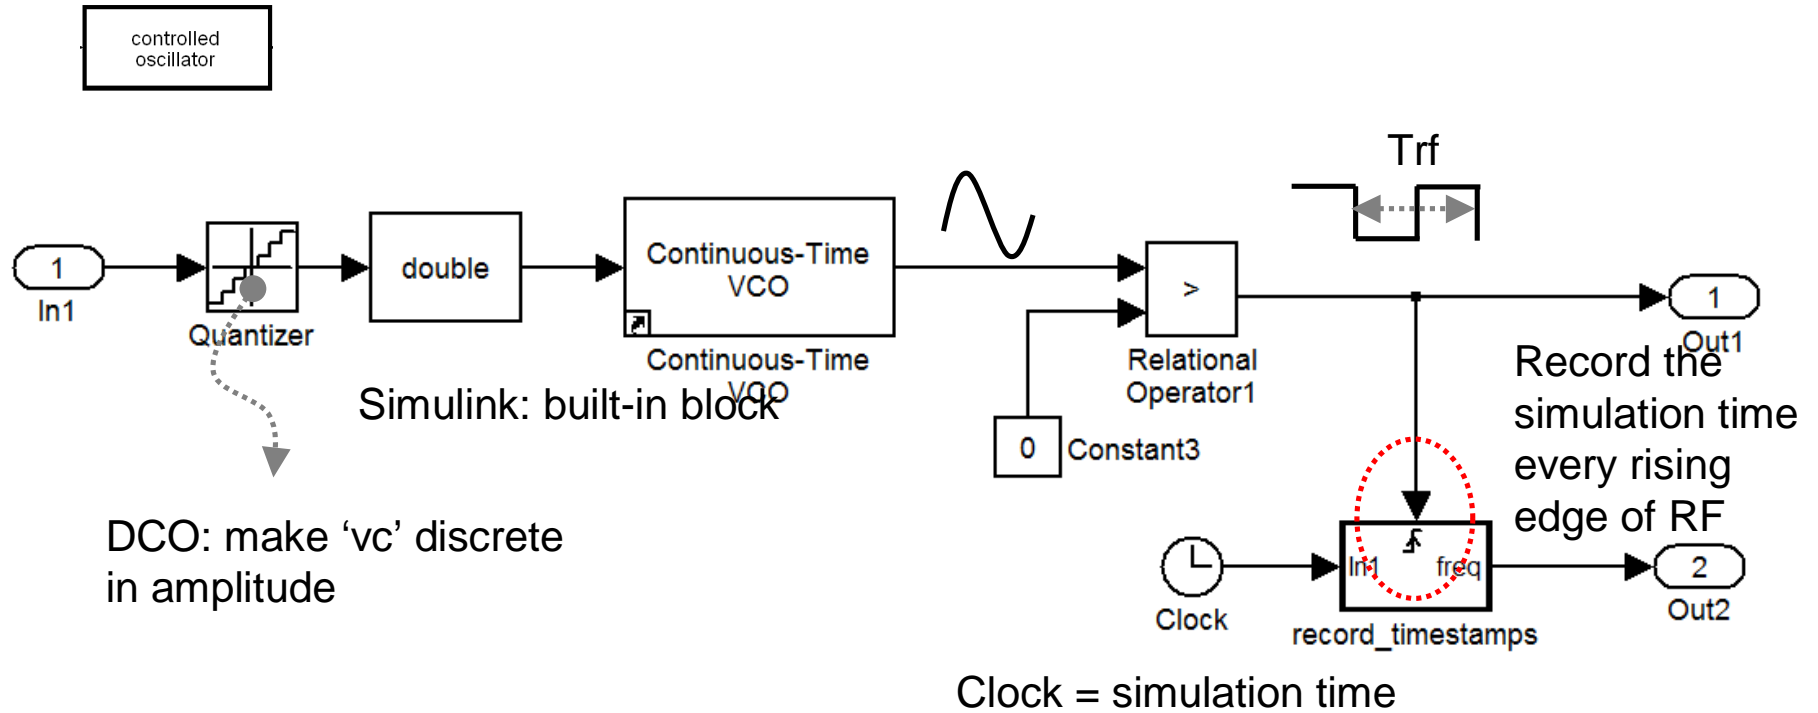 controlled
oscillator
Trf
1
In1
Quantizer
double
Continuous-Time
VCO
Continuous-Time
VCO
Simulink: built-in block
>
Relational
Operator1
0
Constant3
1
Out1
Record the
simulation time
every rising
edge of RF
DCO: make ‘vc’ discrete
in amplitude
Clock
In1
freq
record_timestamps
2
Out2
Clock = simulation time